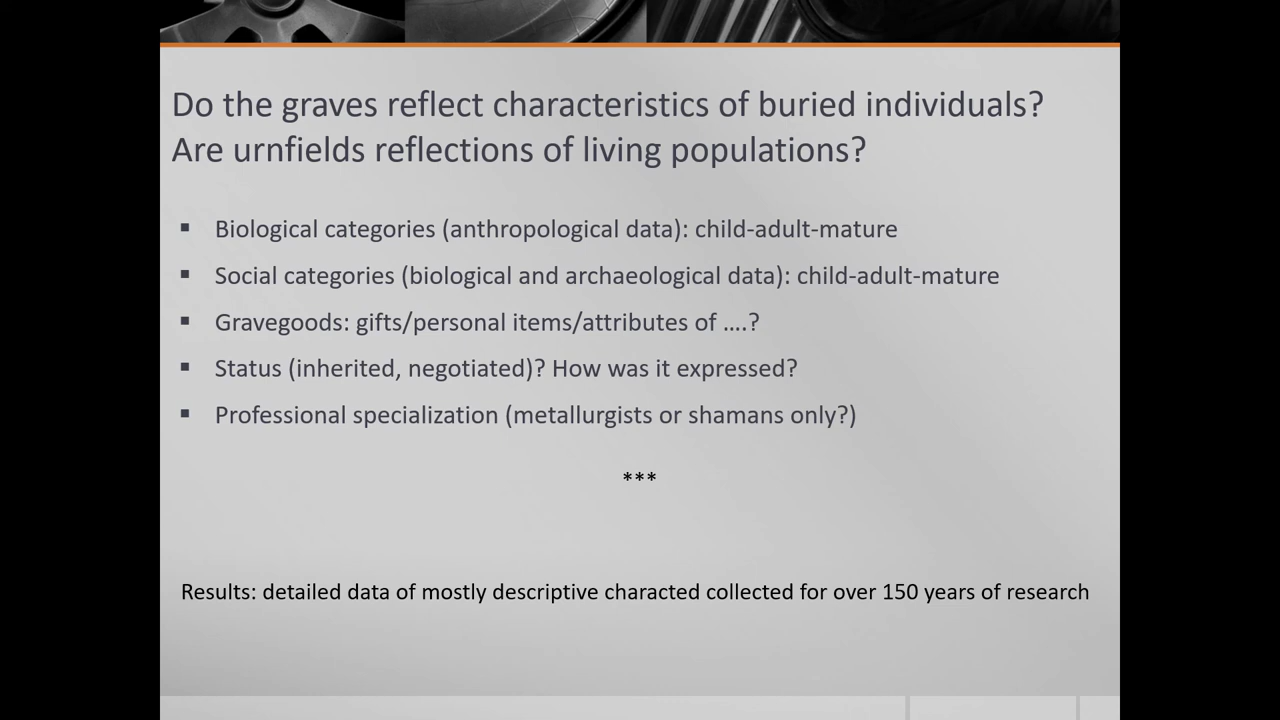 Do the graves reflect characteristics of buried individuals?
Are urnfields reflections of living populations?
▪ Biological categories (anthropological data): child-adult-mature
▪ Social categories (biological and archaeological data): child-adult-mature
▪ Gravegoods: gifts/personal items/attributes of ....?
▪ Status (inherited, negotiated)? How was it expressed?
▪ Professional specialization (metallurgists or shamans only?)
***
Results: detailed data of mostly descriptive characted collected for over 150 years of research